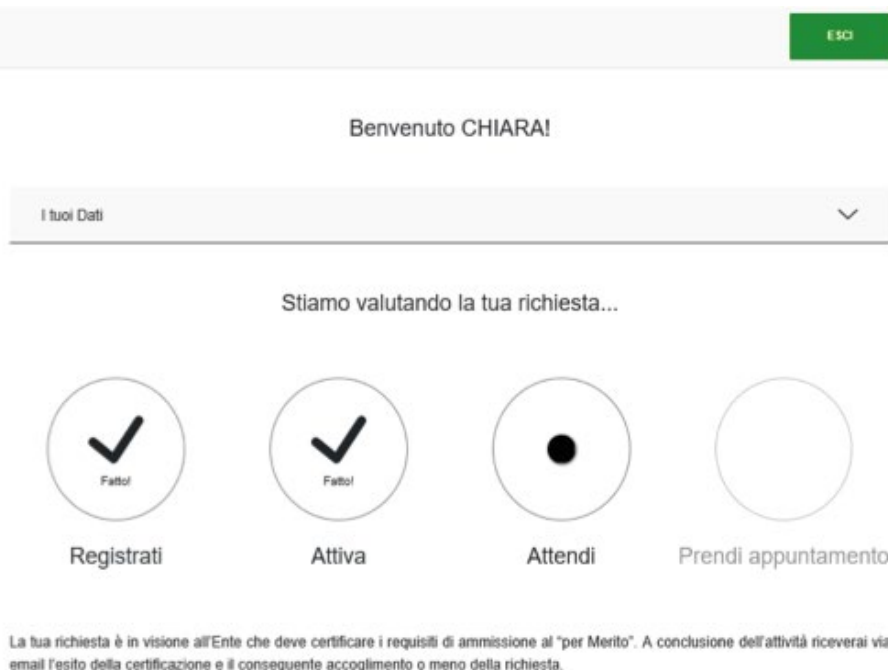 ESCI
Benvenuto CHIARA!
I tuoi Dati
Stiamo valutando la tua richiesta...
Fatto!
Fatto!
Registrati
Attiva
Attendi
Prendi appuntamento
La tua richiesta è in visione all'Ente che deve certificare i requisiti di ammissione al "per Merito". A conclusione dell'attività riceverai via
email l'esito della certificazione e il conseguente accoglimento o meno della richiesta.